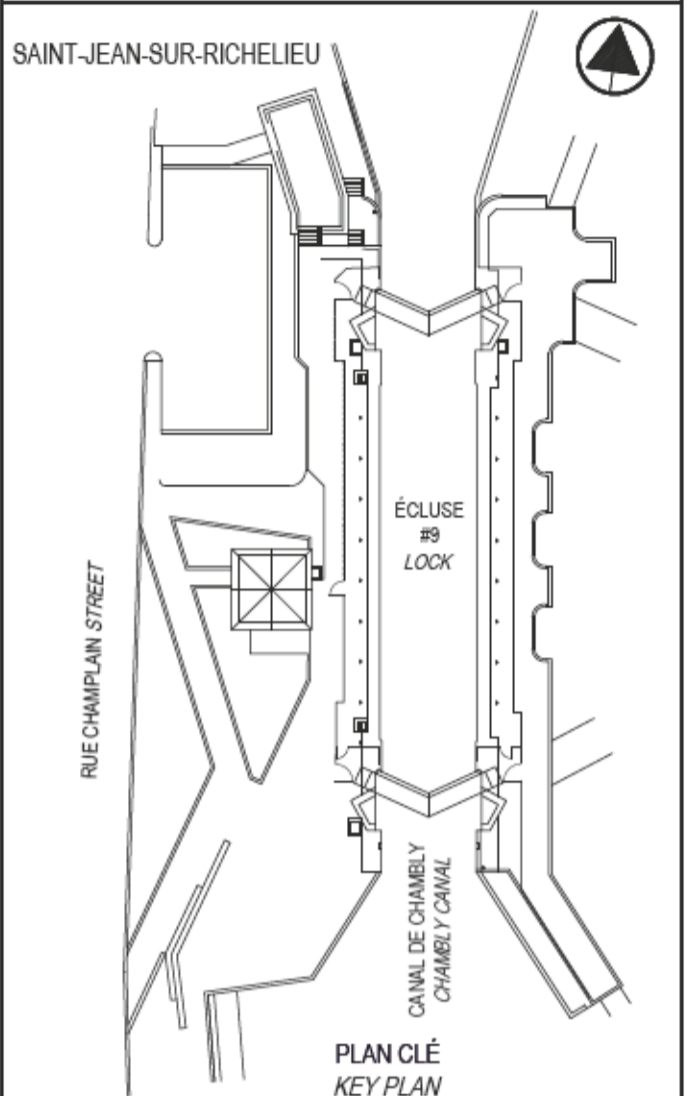 SAINT-JEAN-SUR-RICHELIEU
ÉCLUSE
#9
LOCK
RUE CHAMPLAIN STREET
CANAL DE CHAMBLY
CHAMBLY CANAL
PLAN CLÉ
KEY PLAN